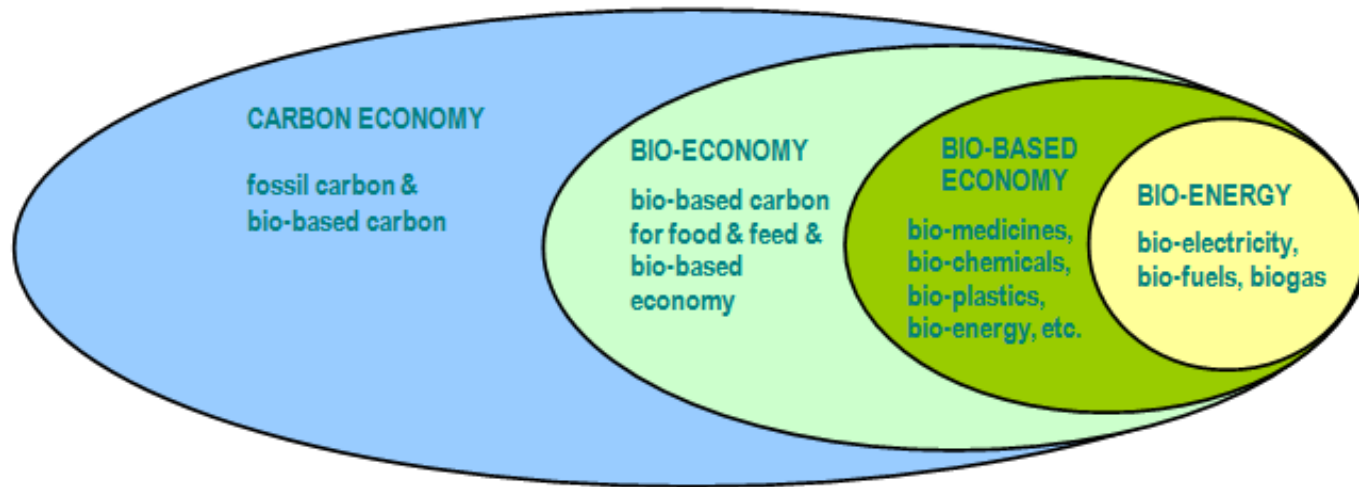 CARBON ECONOMY
fossil carbon &
bio-based carbon
BIO-ECONOMY
bio-based carbon
for food & feed &
bio-based
economy
BIO-BASED
ECONOMY
bio-medicines,
bio-chemicals,
bio-plastics,
bio-energy, etc.
BIO-ENERGY
bio-electricity,
bio-fuels, biogas